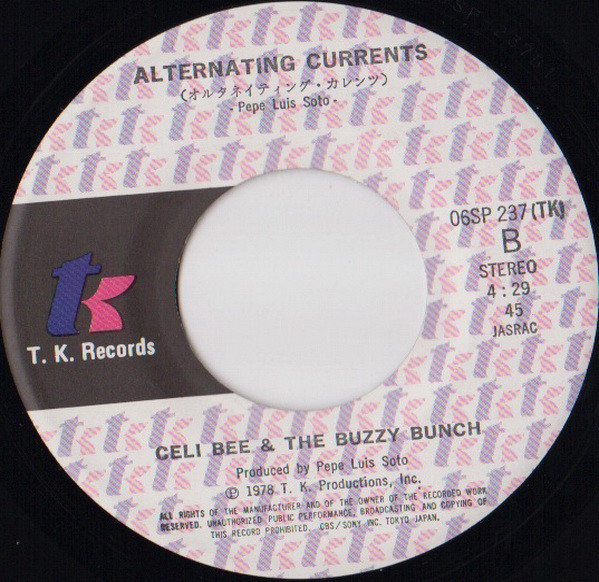 ALTERNATING CURRENTS
(オルタネイティング・カレンツ)
- Pepe Luis Soto -
06SP 237 (TK)
B
STEREO
4:29
45
JASRAC
tk
T. K. Records
CELI BEE & THE BUZZY BUNCH
Produced by Pepe Luis Soto
Ⓟ 1978 T. K. Productions, Inc.
ALL RIGHTS OF THE MANUFACTURER AND OF THE OWNER OF THE RECORDED WORK
RESERVED. UNAUTHORIZED PUBLIC PERFORMANCE, BROADCASTING AND COPYING OF
THIS RECORD PROHIBITED. CBS/SONY INC. TOKYO JAPAN.